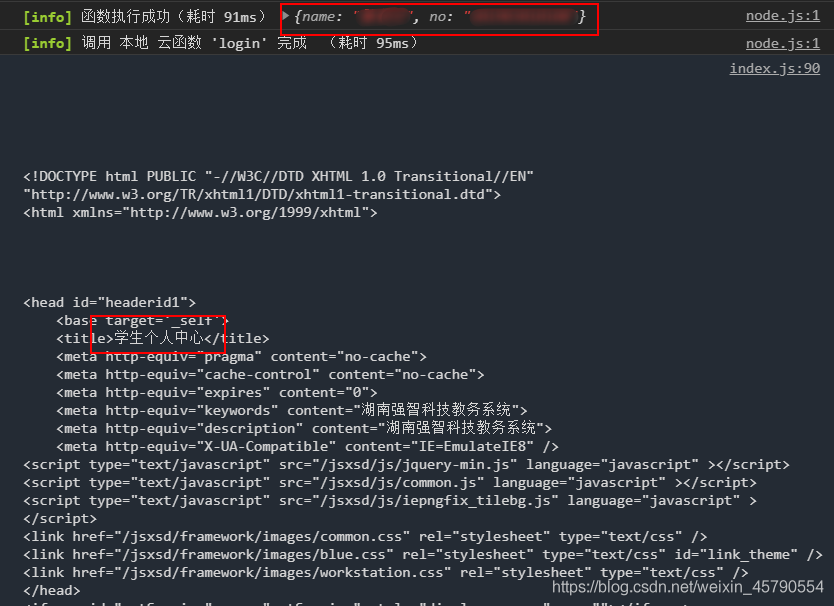 [info] 函数执行成功（耗时 91ms） ▶{name: "", no: ""} node.js:1
[info] 调用 本地 云函数 'login' 完成 （耗时 95ms） node.js:1
index.js:90
<!DOCTYPE html PUBLIC "-//W3C//DTD XHTML 1.0 Transitional//EN"
"http://www.w3.org/TR/xhtml1/DTD/xhtml1-transitional.dtd">
<html xmlns="http://www.w3.org/1999/xhtml">
<head id="headerid1">
<base target="_self">
<title>学生个人中心</title>
<meta http-equiv="pragma" content="no-cache">
<meta http-equiv="cache-control" content="no-cache">
<meta http-equiv="expires" content="0">
<meta http-equiv="keywords" content="湖南强智科技教务系统">
<meta http-equiv="description" content="湖南强智科技教务系统">
<meta http-equiv="X-UA-Compatible" content="IE=EmulateIE8" />
<script type="text/javascript" src="/jsxsd/js/jquery-min.js" language="javascript" ></script>
<script type="text/javascript" src="/jsxsd/js/common.js" language="javascript" ></script>
<script type="text/javascript" src="/jsxsd/js/iepngfix_tilebg.js" language="javascript" >
</script>
<link href="/jsxsd/framework/images/common.css" rel="stylesheet" type="text/css" />
<link href="/jsxsd/framework/images/blue.css" rel="stylesheet" type="text/css" id="link_theme" />
<link href="/jsxsd/framework/images/workstation.css" rel="stylesheet" type="text/css" />
</head>
https://blog.csdn.net/weixin_45790554